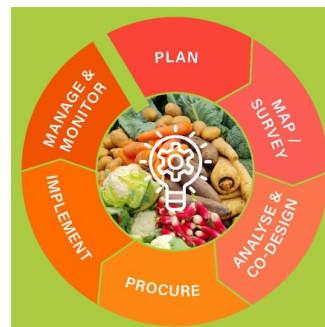 PLAN
MAP /
SURVEY
ANALYSE &
CO-DESIGN
PROCURE
IMPLEMENT
MANAGE &
MONITOR